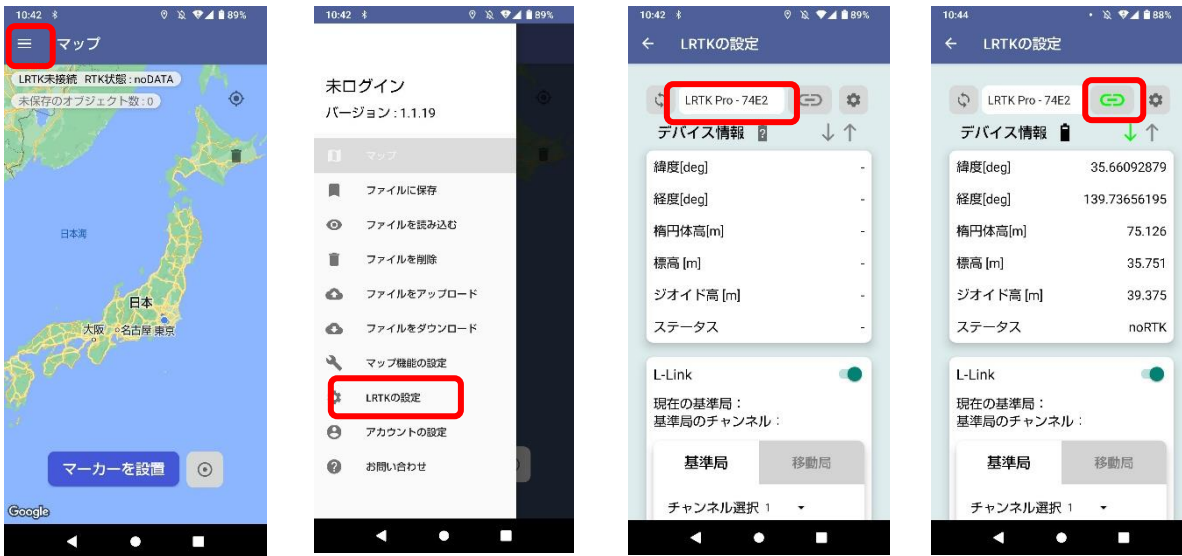 10:42 89%
マップ
LRTK未接続 RTK状態 : noDATA
未保存のオブジェクト数 : 0
日本海
日本
大阪 名古屋 東京
マーカーを設置
Google
10:42 89%
未ログイン
バージョン : 1.1.19
マップ
ファイルに保存
ファイルを読み込む
ファイルを削除
ファイルをアップロード
ファイルをダウンロード
マップ機能の設定
LRTKの設定
アカウントの設定
お問い合わせ
10:42 89%
LRTKの設定
LRTK Pro - 74E2
デバイス情報
緯度[deg] -
経度[deg] -
楕円体高[m] -
標高 [m] -
ジオイド高 [m] -
ステータス -
L-Link
現在の基準局：
基準局のチャンネル：
基準局 移動局
チャンネル選択 1
10:44 88%
LRTKの設定
LRTK Pro - 74E2
デバイス情報
緯度[deg] 35.66092879
経度[deg] 139.73656195
楕円体高[m] 75.126
標高 [m] 35.751
ジオイド高 [m] 39.375
ステータス noRTK
L-Link
現在の基準局：
基準局のチャンネル：
基準局 移動局
チャンネル選択 1